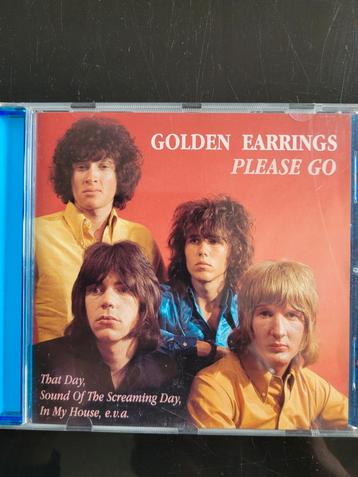 GOLDEN EARRINGS
PLEASE GO
That Day,
Sound Of The Screaming Day,
In My House, e.v.a.